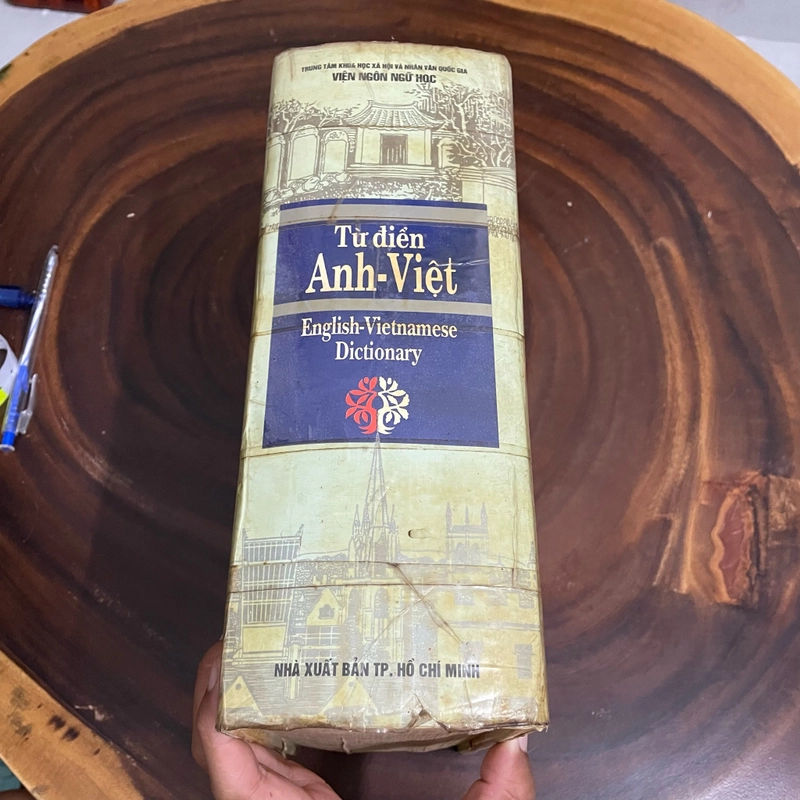 TRUNG TÂM KHOA HỌC XÃ HỘI VÀ NHÂN VĂN QUỐC GIA
VIỆN NGÔN NGỮ HỌC
Từ điển
Anh-Việt
English-Vietnamese
Dictionary
NHÀ XUẤT BẢN TP. HỒ CHÍ MINH